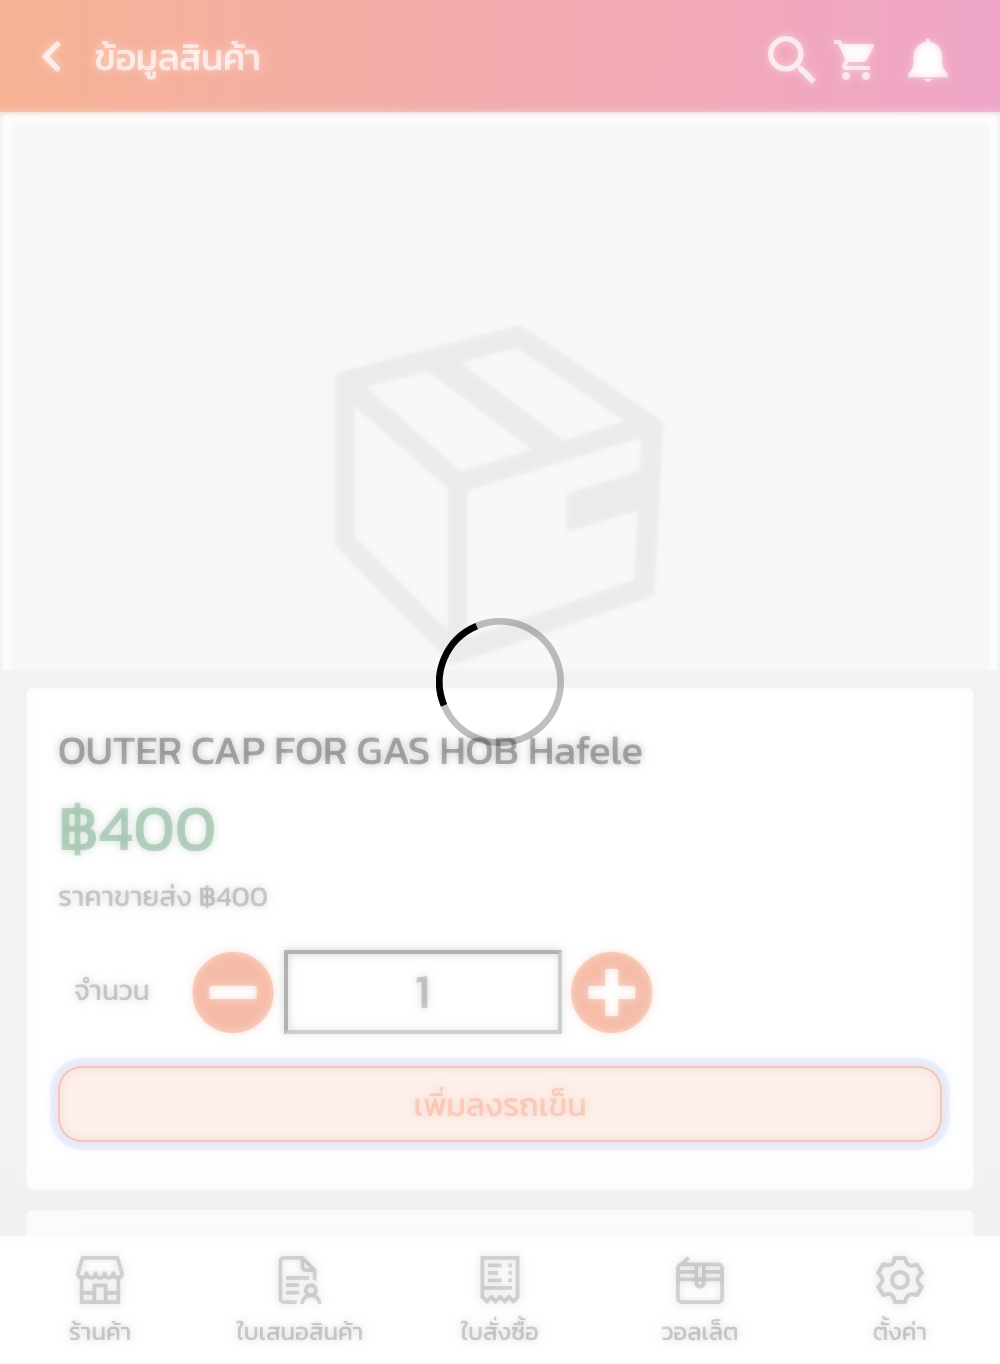 ข้อมูลสินค้า
OUTER CAP FOR GAS HOB Hafele
฿400
ราคาขายส่ง ฿400
จำนวน 1
เพิ่มลงรถเข็น
ร้านค้า ใบเสนอสินค้า ใบสั่งซื้อ วอลเล็ต ตั้งค่า